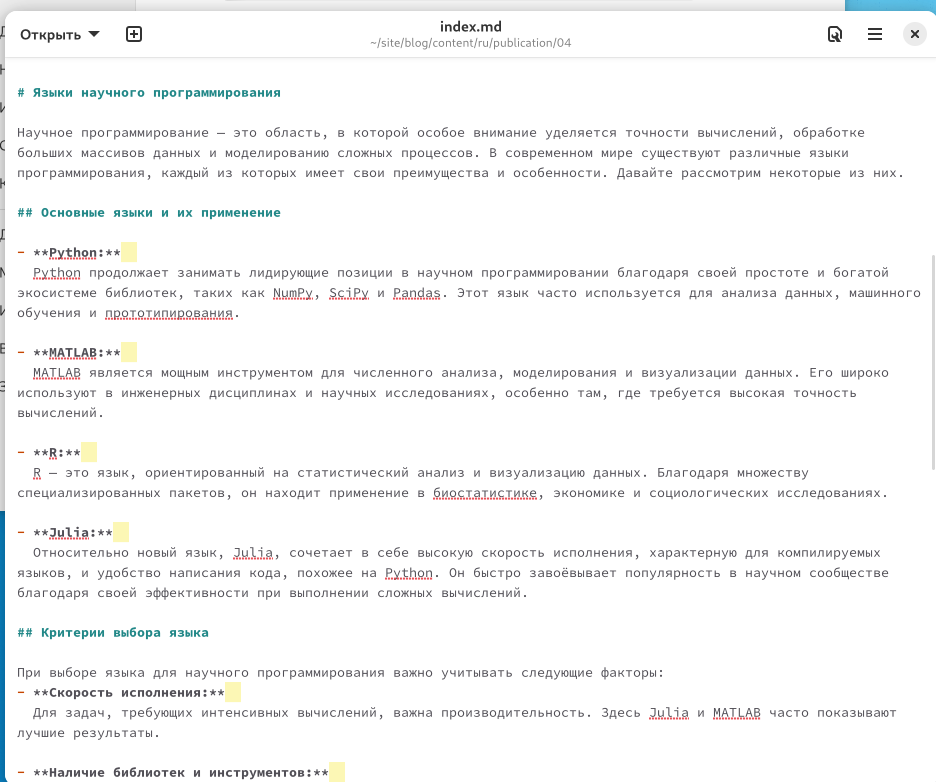 Открыть
index.md
~/site/blog/content/ru/publication/04
# Языки научного программирования
Научное программирование — это область, в которой особое внимание уделяется точности вычислений, обработке
больших массивов данных и моделированию сложных процессов. В современном мире существуют различные языки
программирования, каждый из которых имеет свои преимущества и особенности. Давайте рассмотрим некоторые из них.
## Основные языки и их применение
- **Python:**
Python продолжает занимать лидирующие позиции в научном программировании благодаря своей простоте и богатой
экосистеме библиотек, таких как NumPy, SciPy и Pandas. Этот язык часто используется для анализа данных, машинного
обучения и прототипирования.
- **MATLAB:**
MATLAB является мощным инструментом для численного анализа, моделирования и визуализации данных. Его широко
используют в инженерных дисциплинах и научных исследованиях, особенно там, где требуется высокая точность
вычислений.
- **R:**
R — это язык, ориентированный на статистический анализ и визуализацию данных. Благодаря множеству
специализированных пакетов, он находит применение в биостатистике, экономике и социологических исследованиях.
- **Julia:**
Относительно новый язык, Julia, сочетает в себе высокую скорость исполнения, характерную для компилируемых
языков, и удобство написания кода, похожее на Python. Он быстро завоёвывает популярность в научном сообществе
благодаря своей эффективности при выполнении сложных вычислений.
## Критерии выбора языка
При выборе языка для научного программирования важно учитывать следующие факторы:
- **Скорость исполнения:**
Для задач, требующих интенсивных вычислений, важна производительность. Здесь Julia и MATLAB часто показывают
лучшие результаты.
- **Наличие библиотек и инструментов:**